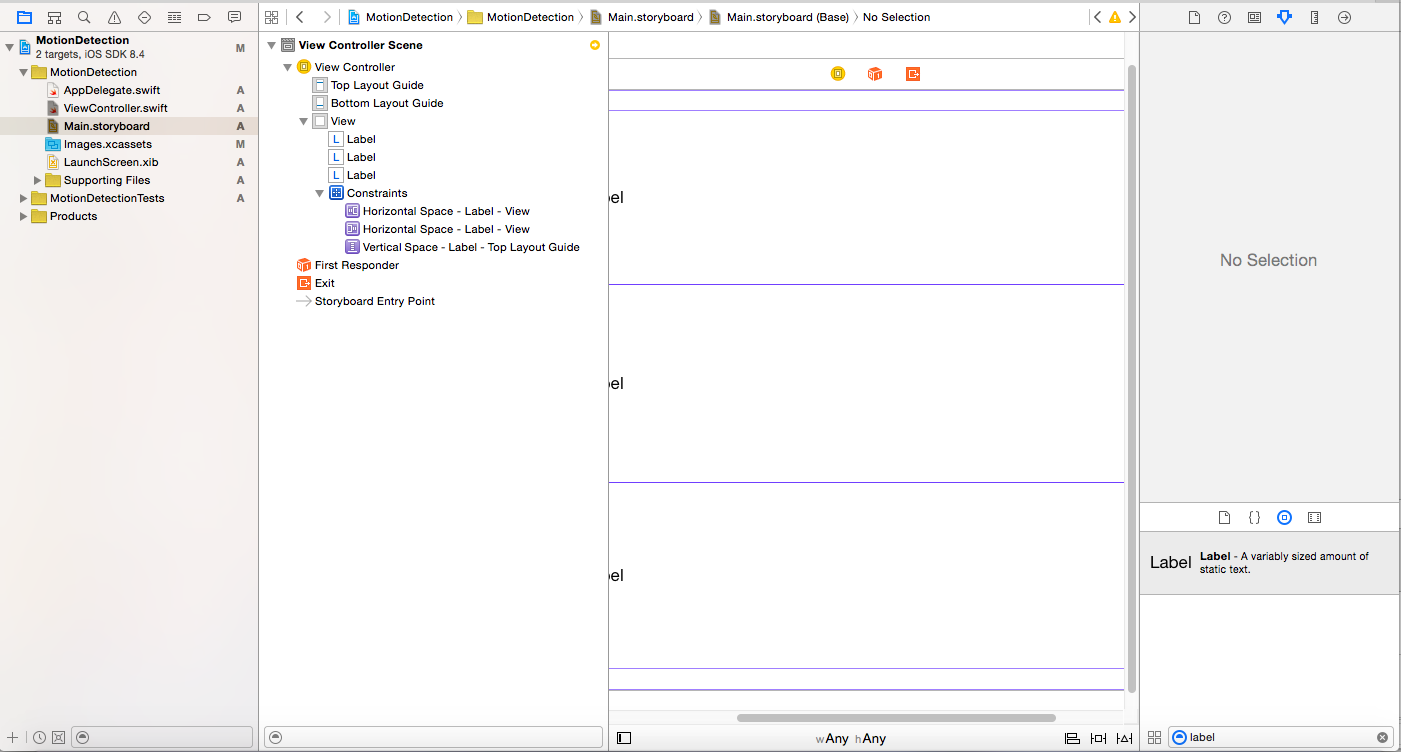 MotionDetection
2 targets, iOS SDK 8.4
M
MotionDetection
AppDelegate.swift
A
ViewController.swift
A
Main.storyboard
A
Images.xcassets
M
LaunchScreen.xib
A
Supporting Files
A
MotionDetectionTests
A
Products
MotionDetection
MotionDetection
Main.storyboard
Main.storyboard (Base)
No Selection
View Controller Scene
View Controller
Top Layout Guide
Bottom Layout Guide
View
L Label
L Label
L Label
Constraints
Horizontal Space - Label - View
Horizontal Space - Label - View
Vertical Space - Label - Top Layout Guide
First Responder
Exit
Storyboard Entry Point
el
el
el
wAny hAny
No Selection
{}
Label
Label - A variably sized amount of
static text.
label